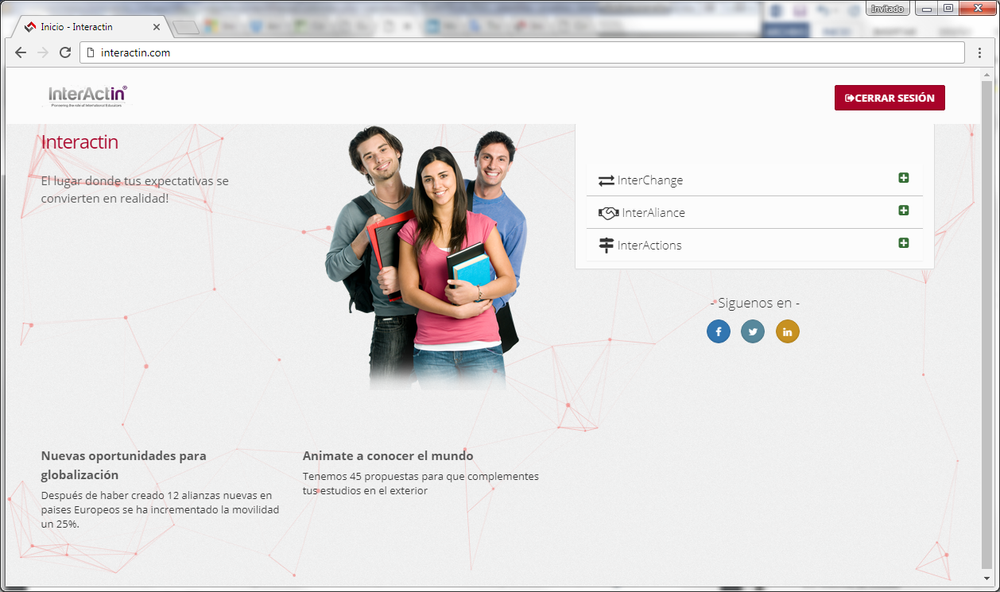 Invitado
Inicio - Interactin
interactin.com
InterActin®
Pioneering the role of International Educators
CERRAR SESIÓN
Interactin
El lugar donde tus expectativas se
convierten en realidad!
InterChange
InterAliance
InterActions
- Siguenos en -
Nuevas oportunidades para
globalización
Después de haber creado 12 alianzas nuevas en
paises Europeos se ha incrementado la movilidad
un 25%.
Animate a conocer el mundo
Tenemos 45 propuestas para que complementes
tus estudios en el exterior